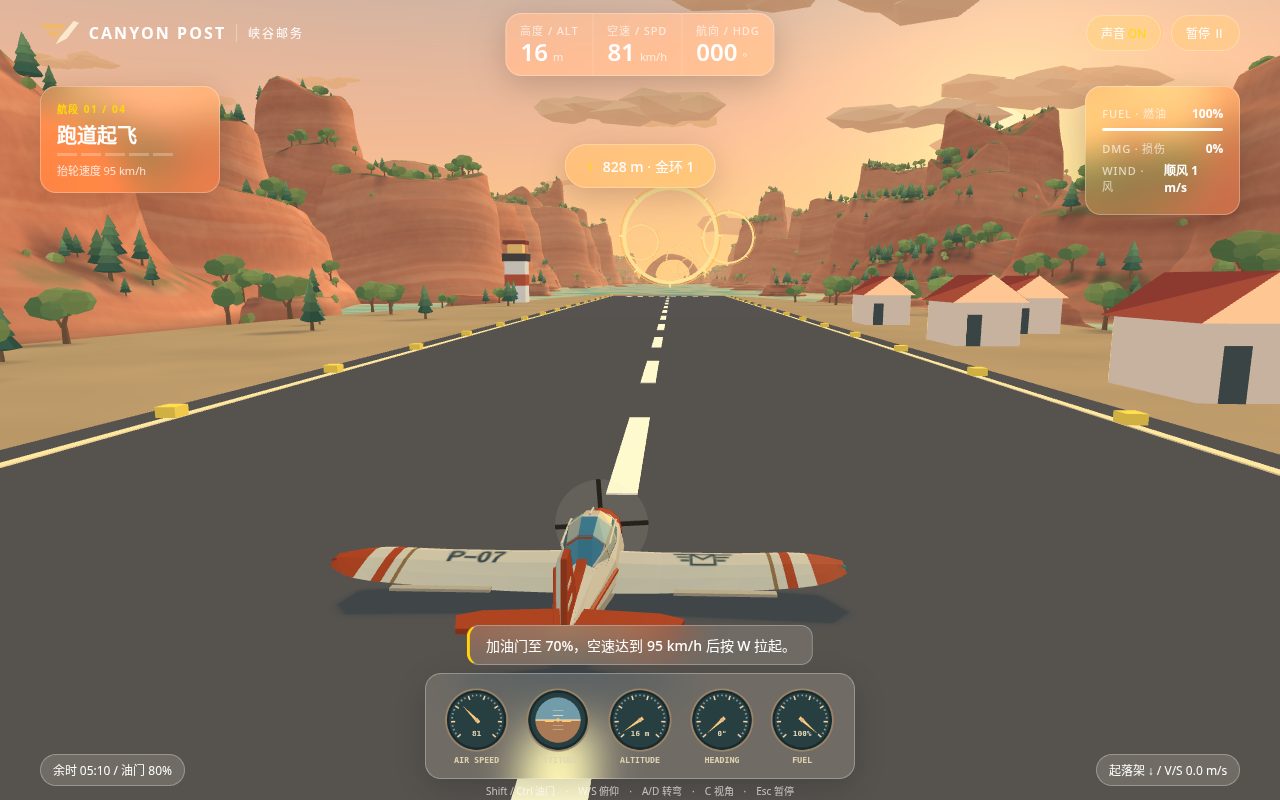 CANYON POST 峡谷邮务
高度 / ALT 空速 / SPD 航向 / HDG
16 m 81 km/h 000 °
声音 ON 暂停 II
航段 01 / 04
跑道起飞
抬轮速度 95 km/h
FUEL · 燃油 100%
DMG · 损伤 0%
WIND · 风 顺风 1 m/s
828 m · 金环 1
P-07
加油门至 70%，空速达到 95 km/h 后按 W 拉起。
81 16 m 0° 100%
AIR SPEED ALTITUDE HEADING FUEL
余时 05:10 / 油门 80%
起落架 ↓ / V/S 0.0 m/s
Shift / Ctrl 油门 · W/S 俯仰 · A/D 转弯 · C 视角 · Esc 暂停